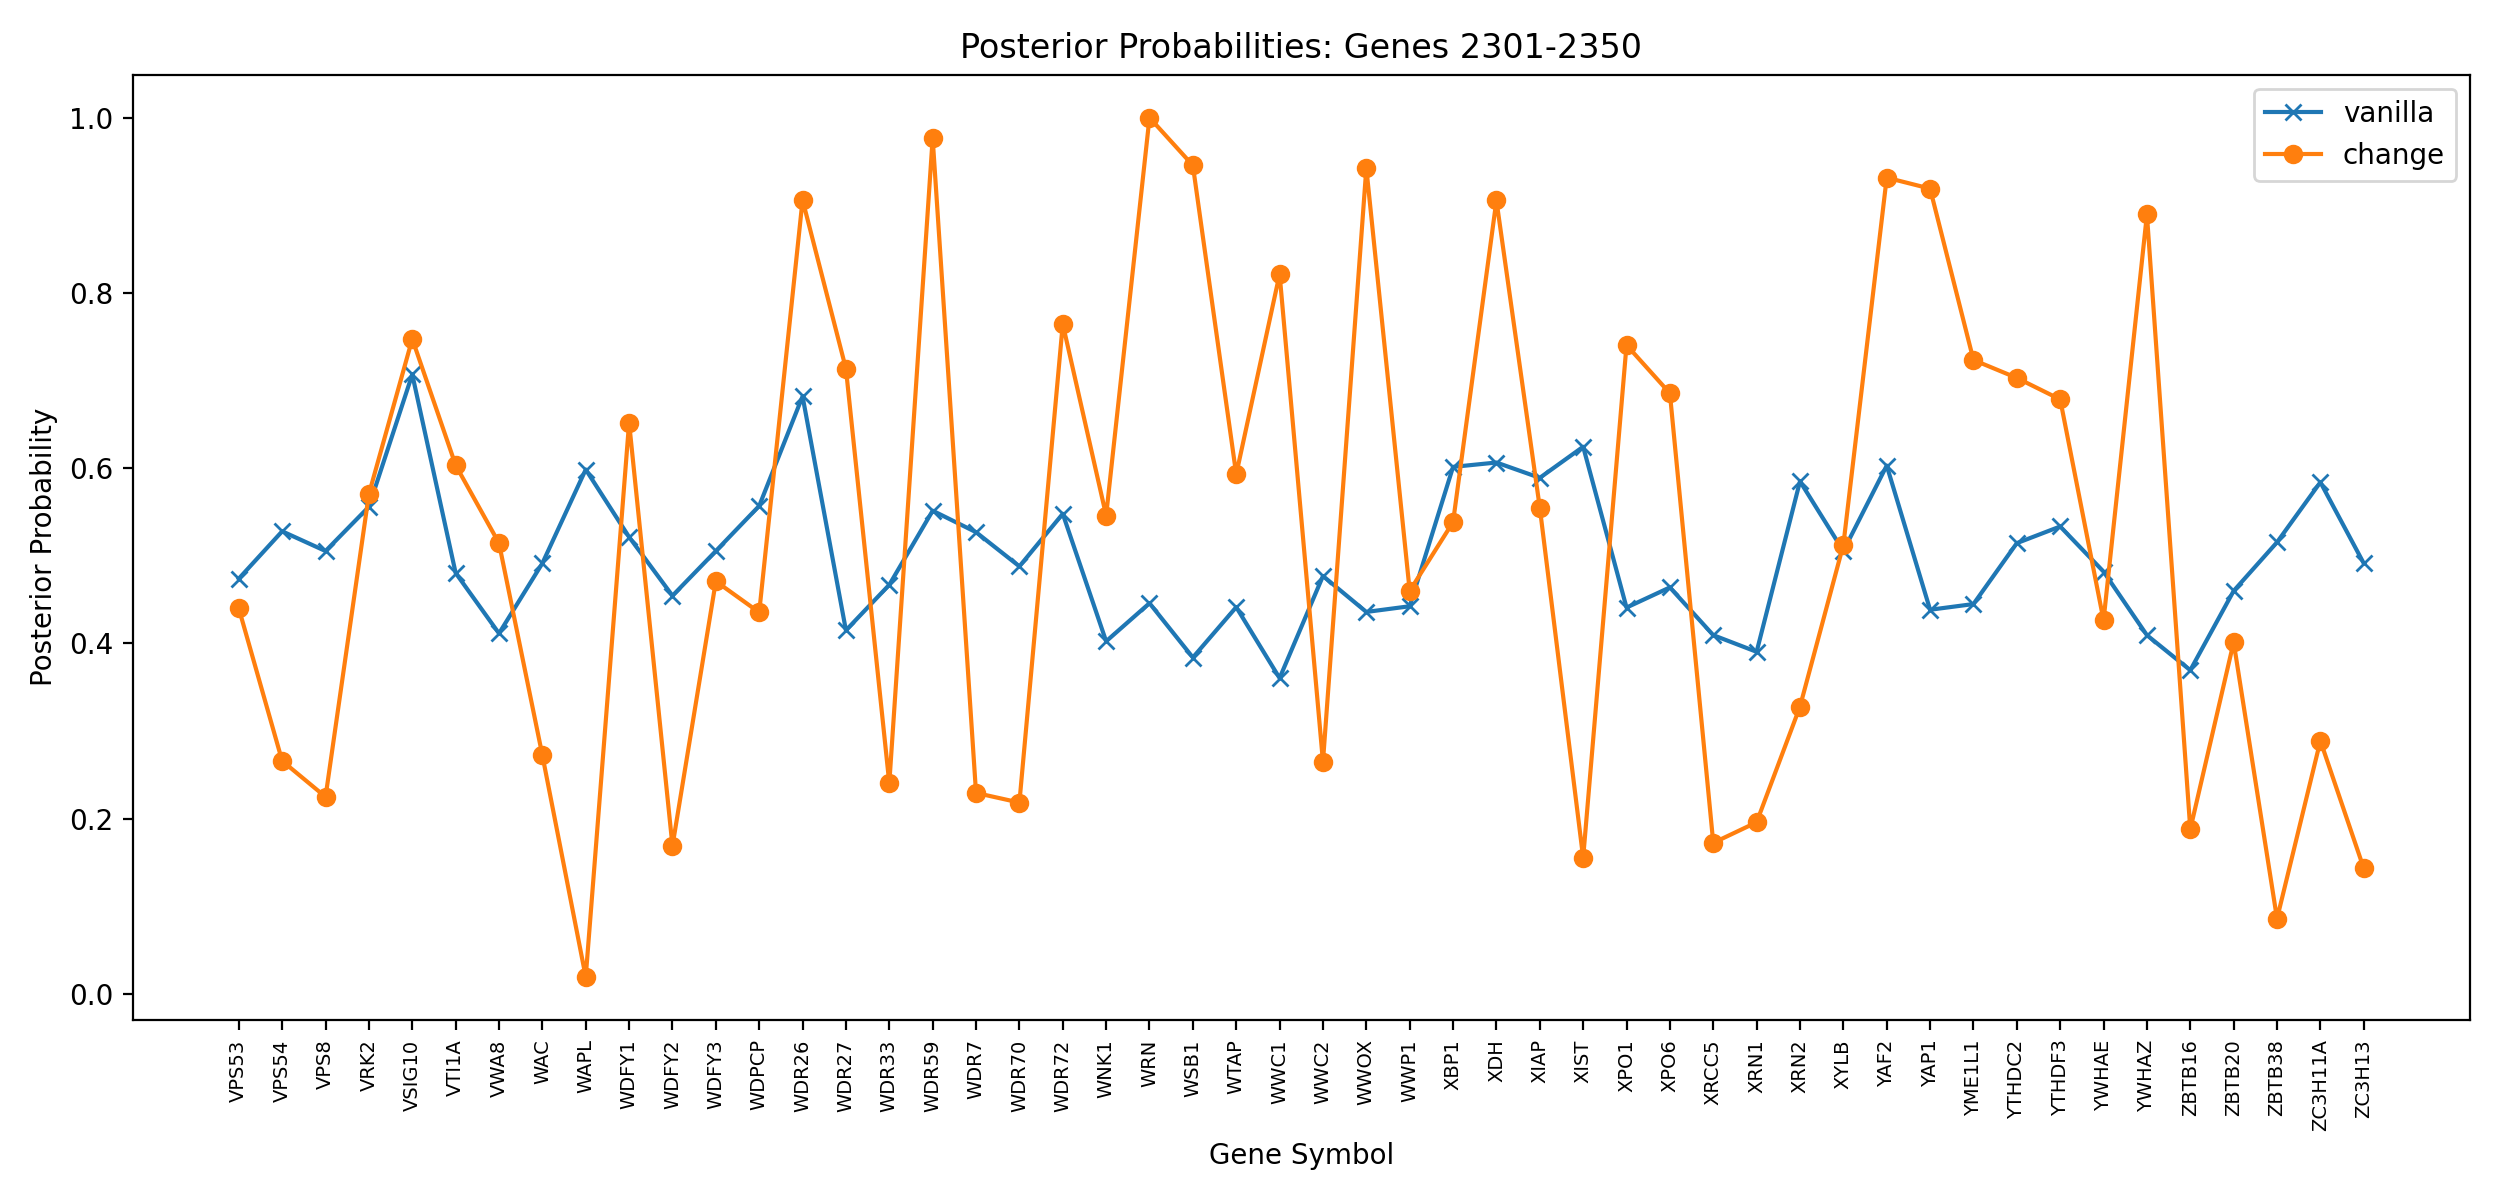 Posterior Probabilities: Genes 2301-2350
vanilla
change
Posterior Probability
1.0
0.8
0.6
0.4
0.2
0.0
VPS53
VPS54
VPS8
VRK2
VSIG10
VTI1A
VWA8
WAC
WAPL
WDFY1
WDFY2
WDFY3
WDPCP
WDR26
WDR27
WDR33
WDR59
WDR7
WDR70
WDR72
WNK1
WRN
WSB1
WTAP
WWC1
WWC2
WWOX
WWP1
XBP1
XDH
XIAP
XIST
XPO1
XPO6
XRCC5
XRN1
XRN2
XYLB
YAF2
YAP1
YME1L1
YTHDC2
YTHDF3
YWHAE
YWHAZ
ZBTB16
ZBTB20
ZBTB38
ZC3H11A
ZC3H13
Gene Symbol